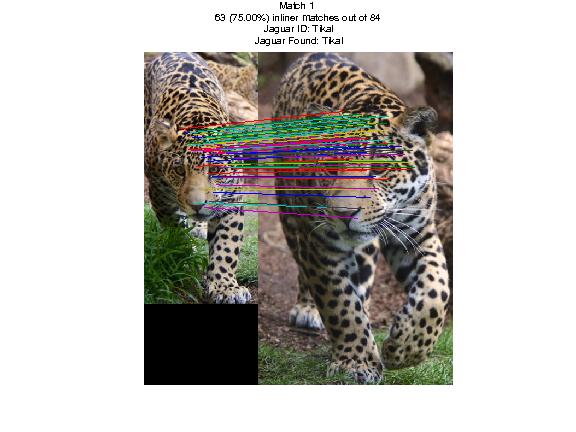 Match 1
63 (75.00%) inliner matches out of 84
Jaguar ID: Tikal
Jaguar Found: Tikal